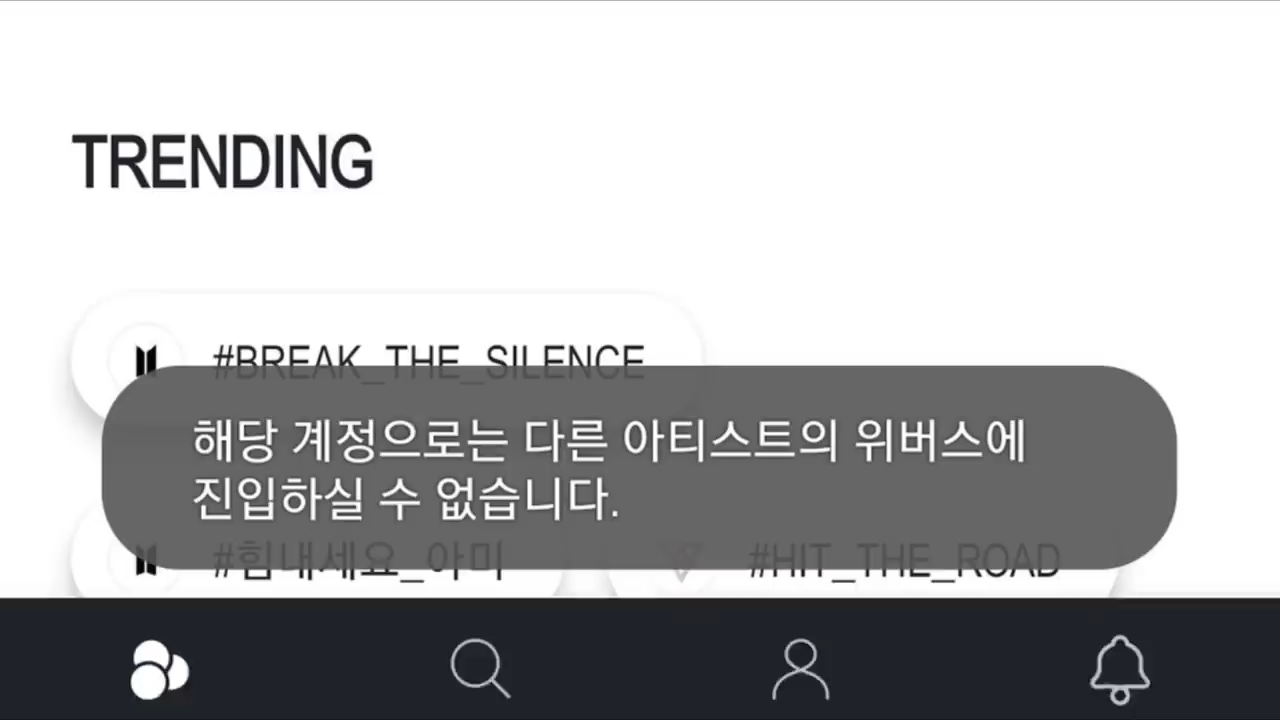 TRENDING
#BREAK_THE_SILENCE
해당 계정으로는 다른 아티스트의 위버스에
진입하실 수 없습니다.
#힘내세요_아미 #HIT_THE_ROAD